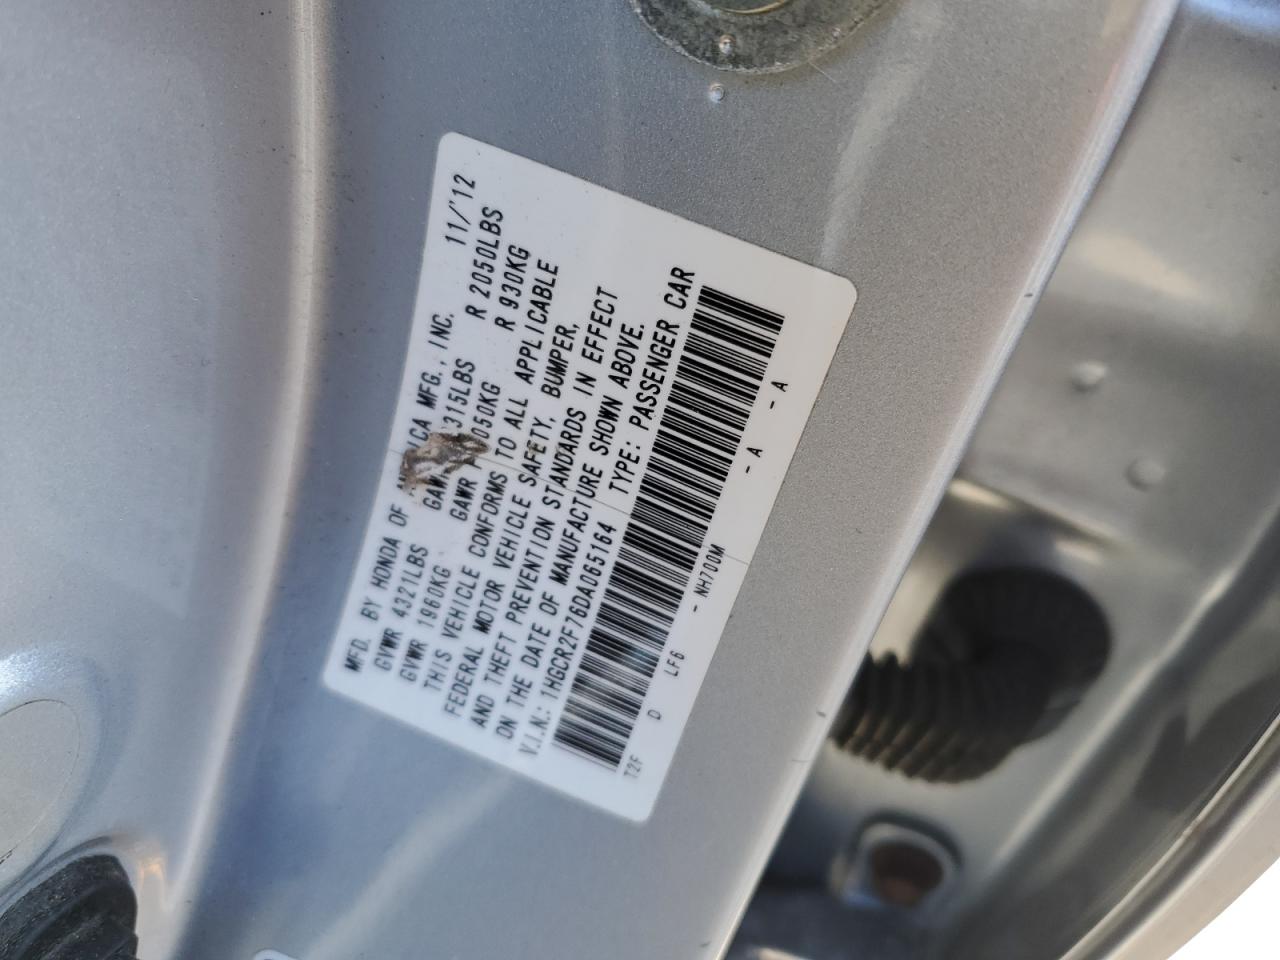 MFD. BY HONDA OF AMERICA MFG., INC. 11/'12
GVWR 4321LBS GAWR 315LBS R 2050LBS
GVWR 1960KG GAWR 050KG R 930KG
THIS VEHICLE CONFORMS TO ALL APPLICABLE
FEDERAL MOTOR VEHICLE SAFETY, BUMPER,
AND THEFT PREVENTION STANDARDS IN EFFECT
ON THE DATE OF MANUFACTURE SHOWN ABOVE.
V.I.N.: 1HGCR2F76DA065164 TYPE: PASSENGER CAR
T2F D LF6 - NH700M - A - A